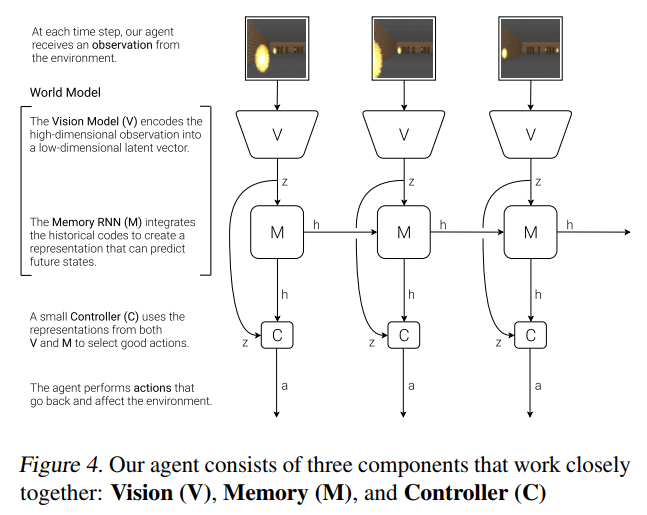 At each time step, our agent
receives an observation from
the environment.
World Model
The Vision Model (V) encodes the
high-dimensional observation into
a low-dimensional latent vector.
V
V
V
z
z
z
The Memory RNN (M) integrates
the historical codes to create a
representation that can predict
future states.
M
h
M
h
M
h
h
h
h
A small Controller (C) uses the
representations from both
V and M to select good actions.
z
C
z
C
z
C
The agent performs actions that
go back and affect the environment.
a
a
a
Figure 4. Our agent consists of three components that work closely
together: Vision (V), Memory (M), and Controller (C)